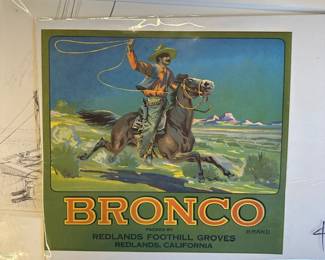 BRONCO
BRAND
PACKED BY
REDLANDS FOOTHILL GROVES
REDLANDS, CALIFORNIA